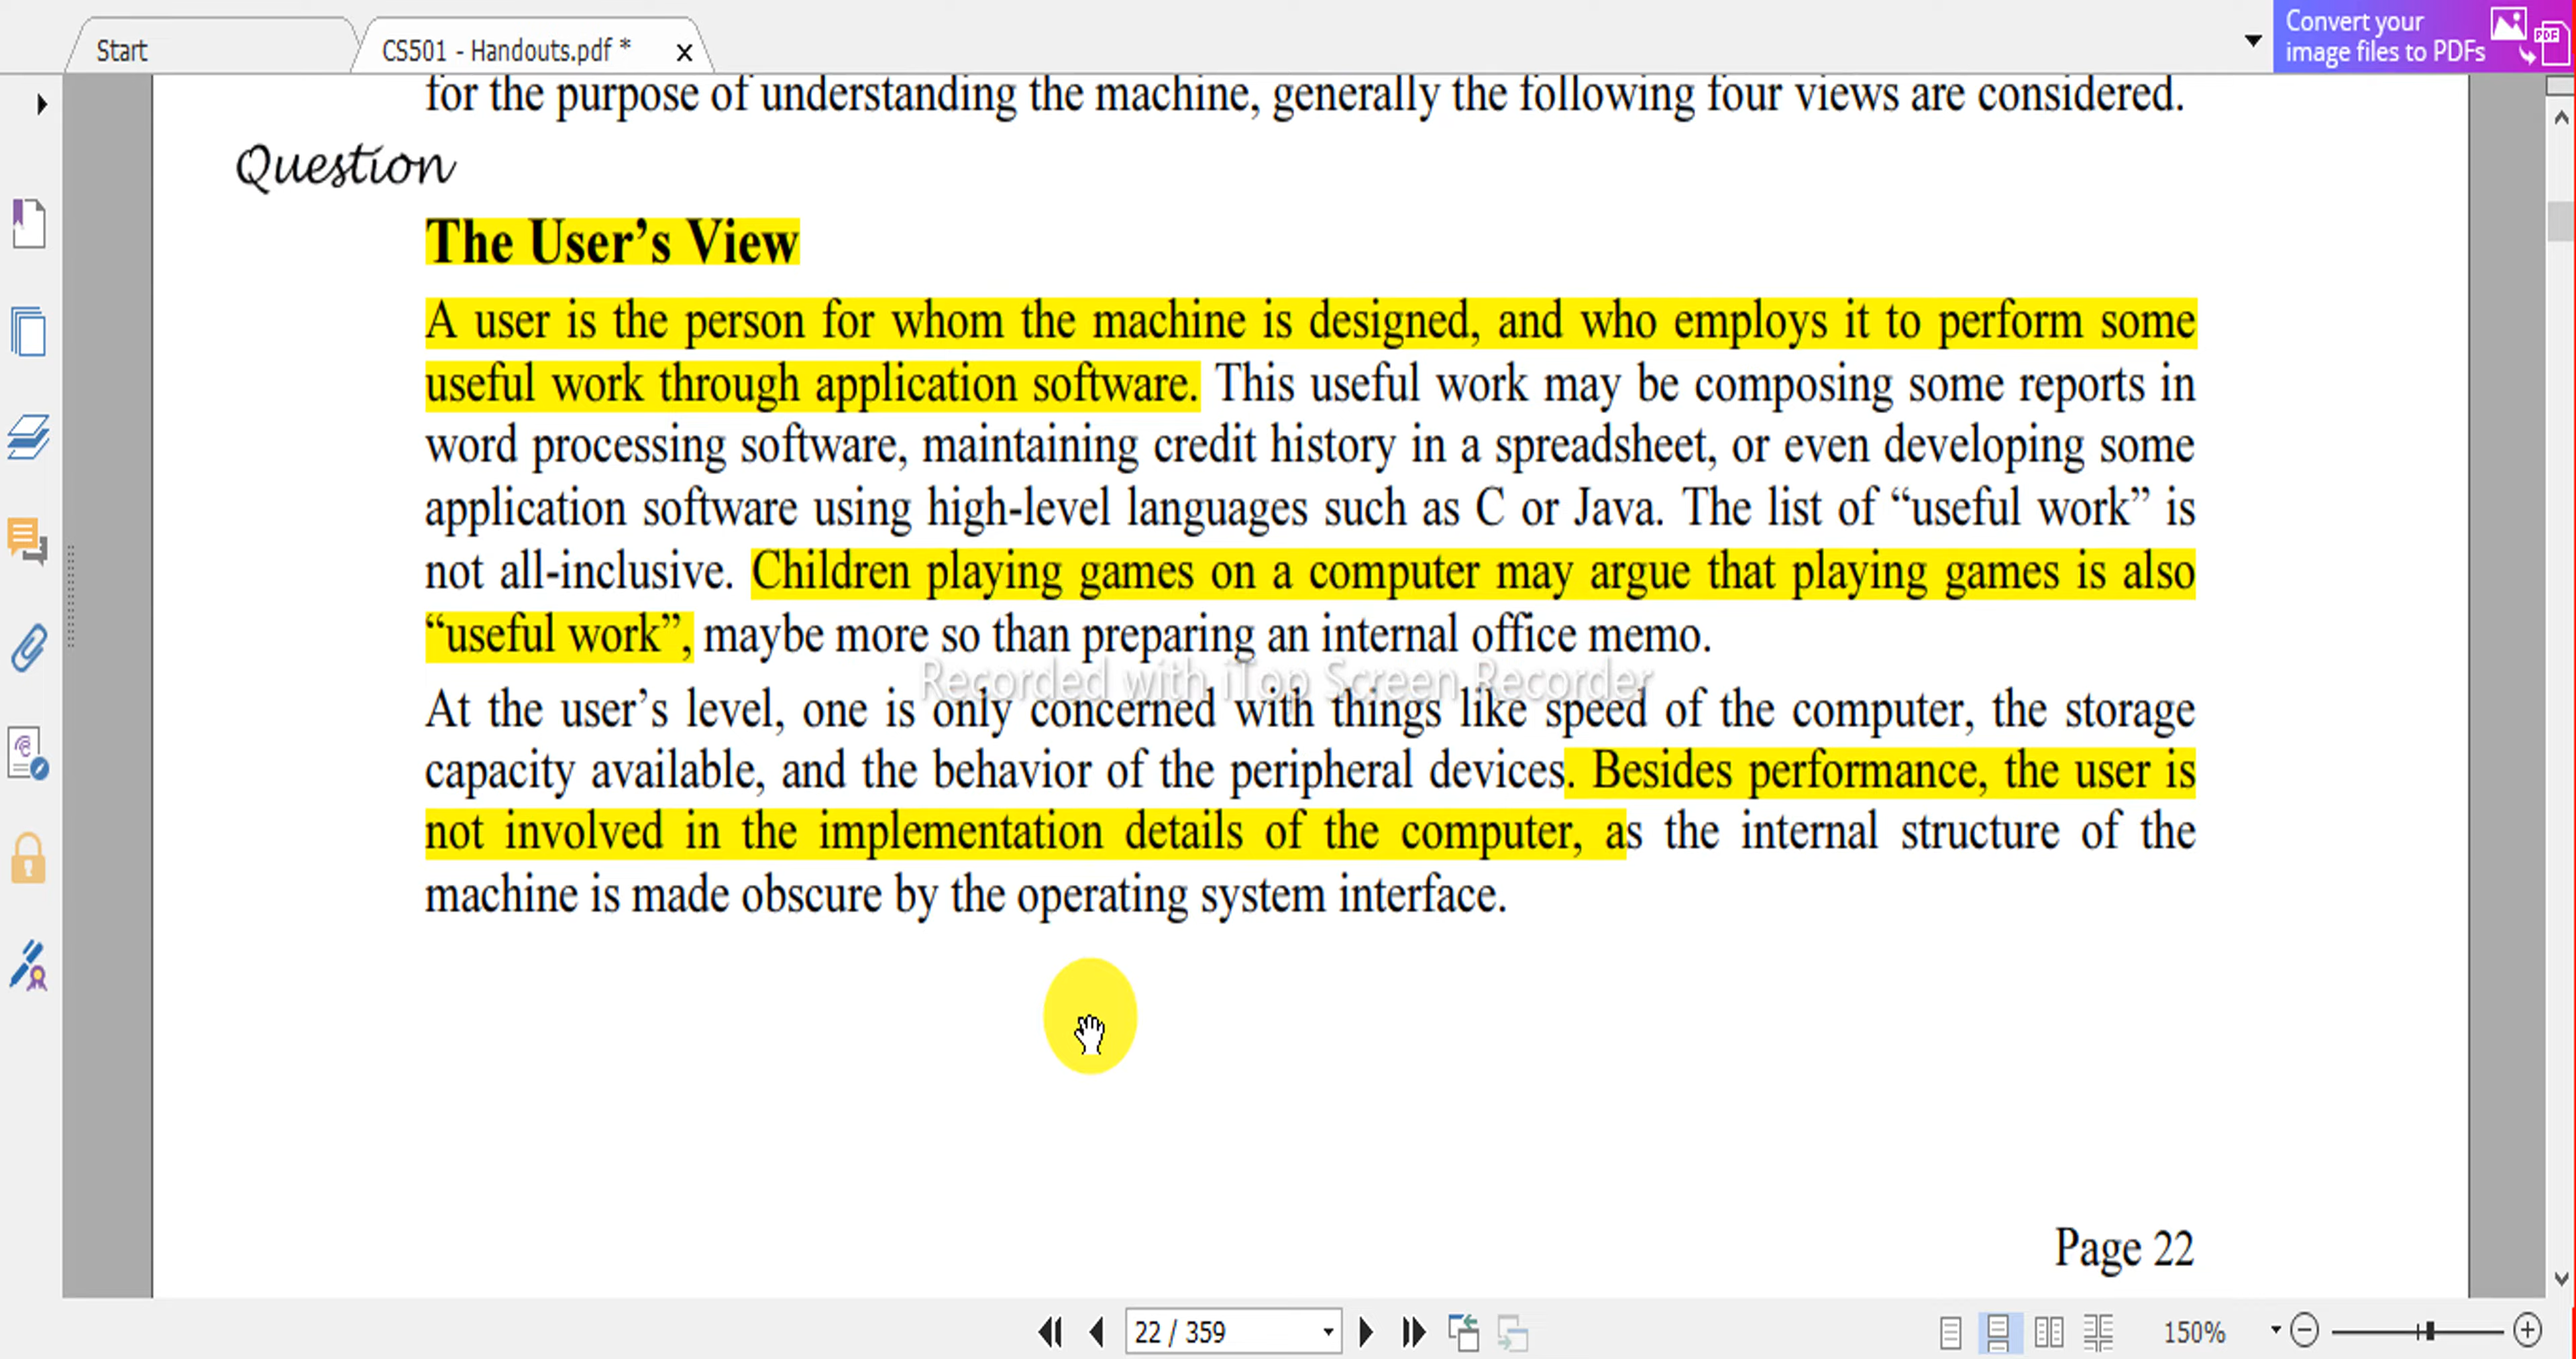 Start
CS501 - Handouts.pdf *
Convert your
image files to PDFs
PDF
for the purpose of understanding the machine, generally the following four views are considered.
Question
The User’s View
A user is the person for whom the machine is designed, and who employs it to perform some
useful work through application software. This useful work may be composing some reports in
word processing software, maintaining credit history in a spreadsheet, or even developing some
application software using high-level languages such as C or Java. The list of “useful work” is
not all-inclusive. Children playing games on a computer may argue that playing games is also
“useful work”, maybe more so than preparing an internal office memo.
Recorded with iTop Screen Recorder
At the user’s level, one is only concerned with things like speed of the computer, the storage
capacity available, and the behavior of the peripheral devices. Besides performance, the user is
not involved in the implementation details of the computer, as the internal structure of the
machine is made obscure by the operating system interface.
Page 22
22 / 359
150%